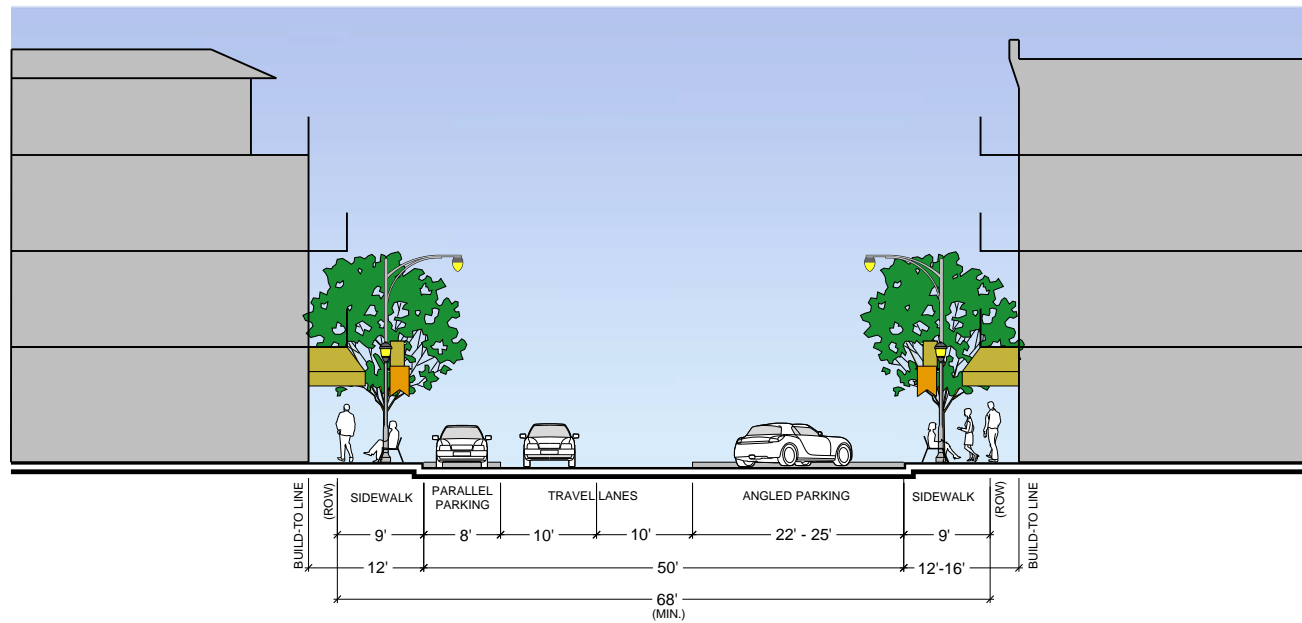 BUILD-TO LINE
(ROW)
SIDEWALK
PARALLEL
PARKING
TRAVEL LANES
ANGLED PARKING
SIDEWALK
(ROW)
BUILD-TO LINE
9'
8'
10'
10'
22' - 25'
9'
12'
50'
12'-16'
68'
(MIN.)